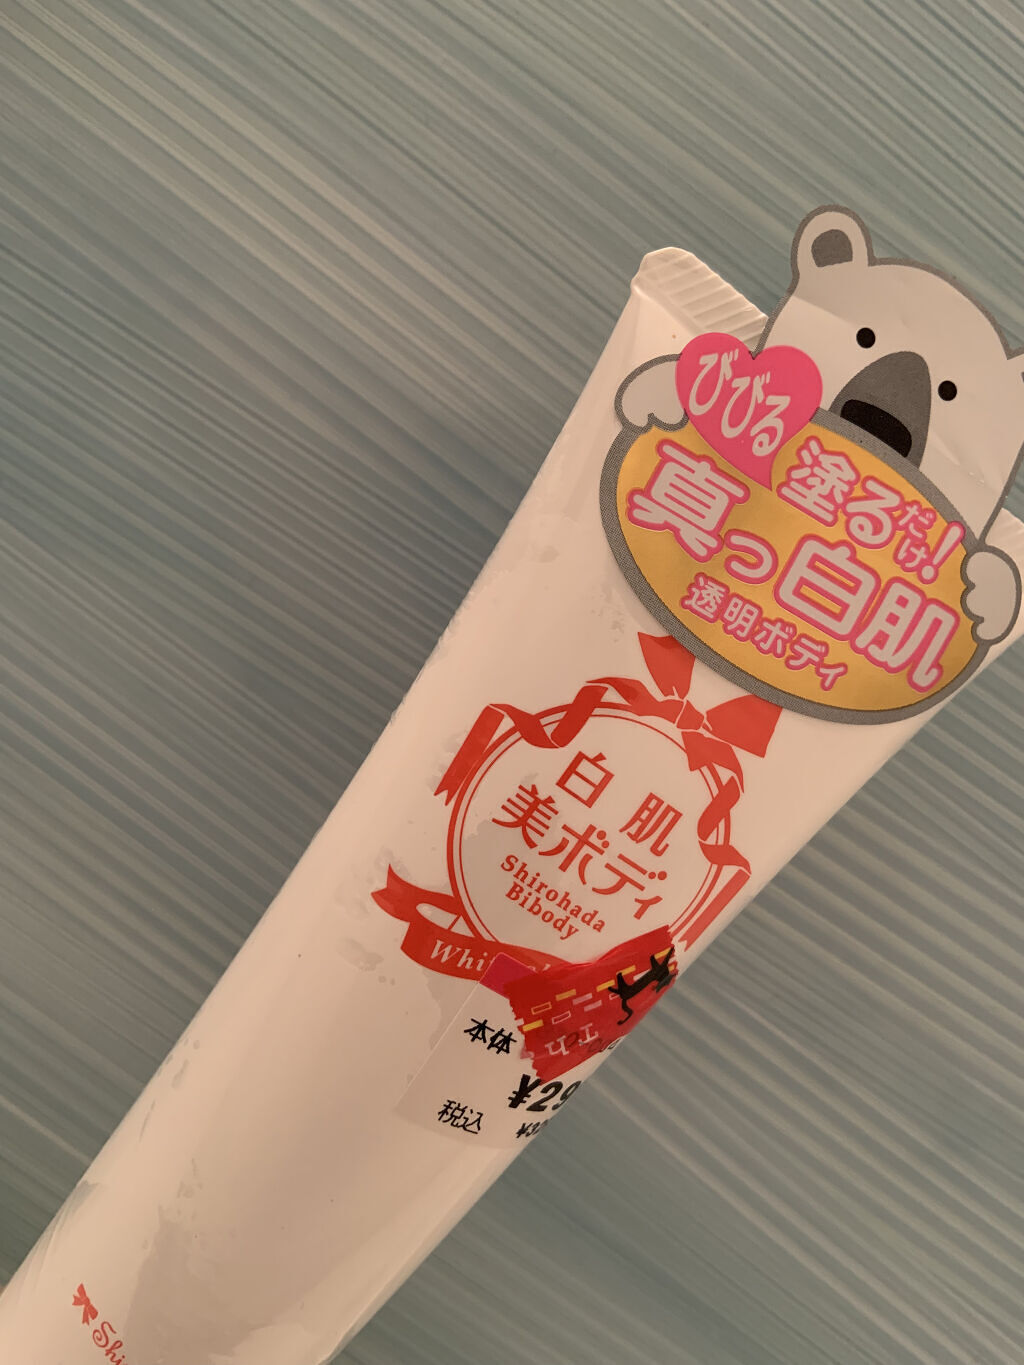 びびる
塗るだけ!
真っ白肌
透明ボディ
白肌
美ボディ
Shirohada
Bibody
本体
¥29
税込